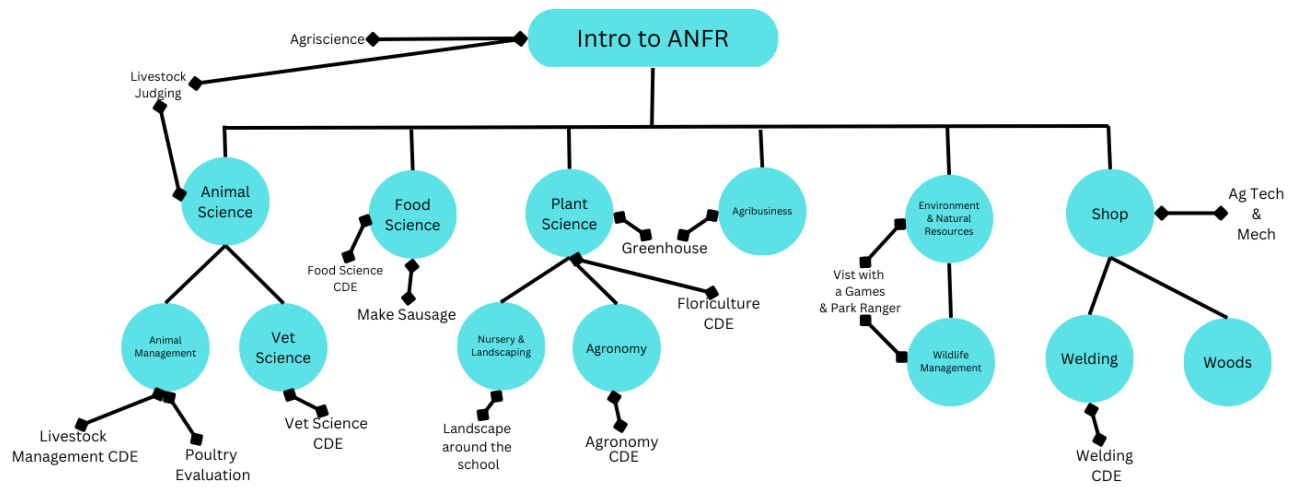 Intro to ANFR
Agriscience
Livestock
Judging
Animal
Science
Food
Science
Plant
Science
Agribusiness
Environment
& Natural
Resources
Shop
Ag Tech
&
Mech
Food Science
CDE
Make Sausage
Greenhouse
Floriculture
CDE
Vist with
a Games
& Park Ranger
Animal
Management
Vet
Science
Nursery &
Landscaping
Agronomy
Wildlife
Management
Welding
Woods
Livestock
Management CDE
Poultry
Evaluation
Vet Science
CDE
Landscape
around the
school
Agronomy
CDE
Welding
CDE